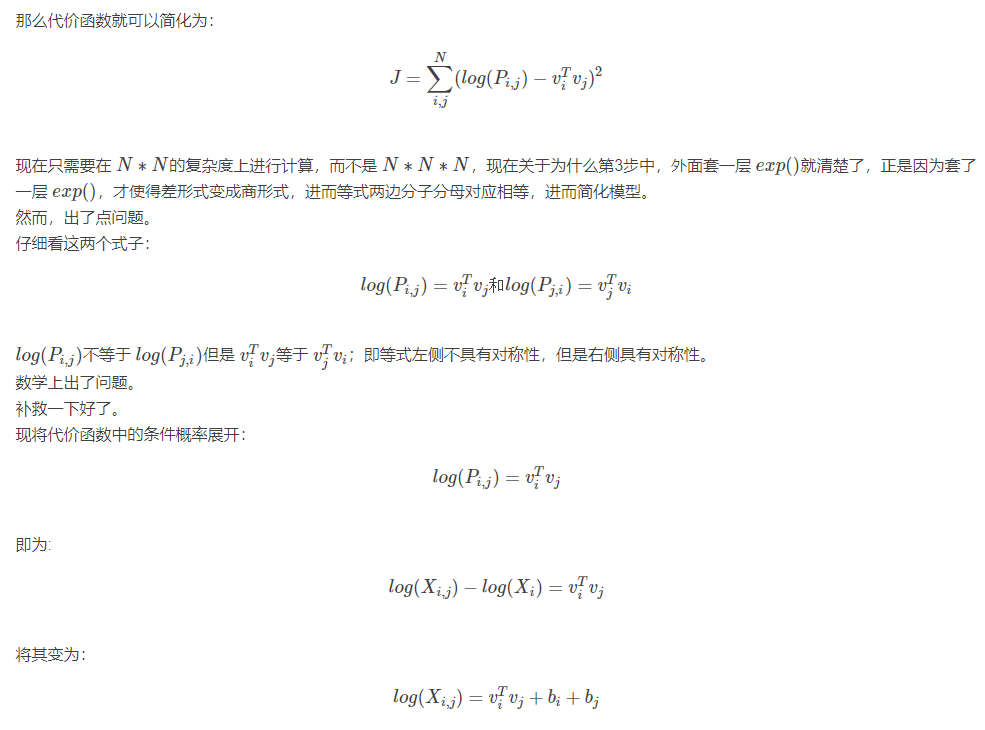 那么代价函数就可以简化为：
$J = \sum_{i,j}^{N} (log(P_{i,j}) - v_i^T v_j)^2$
现在只需要在 $N * N$的复杂度上进行计算，而不是 $N * N * N$，现在关于为什么第3步中，外面套一层 $exp()$就清楚了，正是因为套了
一层 $exp()$，才使得差形式变成商形式，进而等式两边分子分母对应相等，进而简化模型。
然而，出了点问题。
仔细看这两个式子：
$log(P_{i,j}) = v_i^T v_j$和$log(P_{j,i}) = v_j^T v_i$
$log(P_{i,j})$不等于 $log(P_{j,i})$但是 $v_i^T v_j$等于 $v_j^T v_i$；即等式左侧不具有对称性，但是右侧具有对称性。
数学上出了问题。
补救一下好了。
现将代价函数中的条件概率展开：
$log(P_{i,j}) = v_i^T v_j$
即为:
$log(X_{i,j}) - log(X_i) = v_i^T v_j$
将其变为：
$log(X_{i,j}) = v_i^T v_j + b_i + b_j$